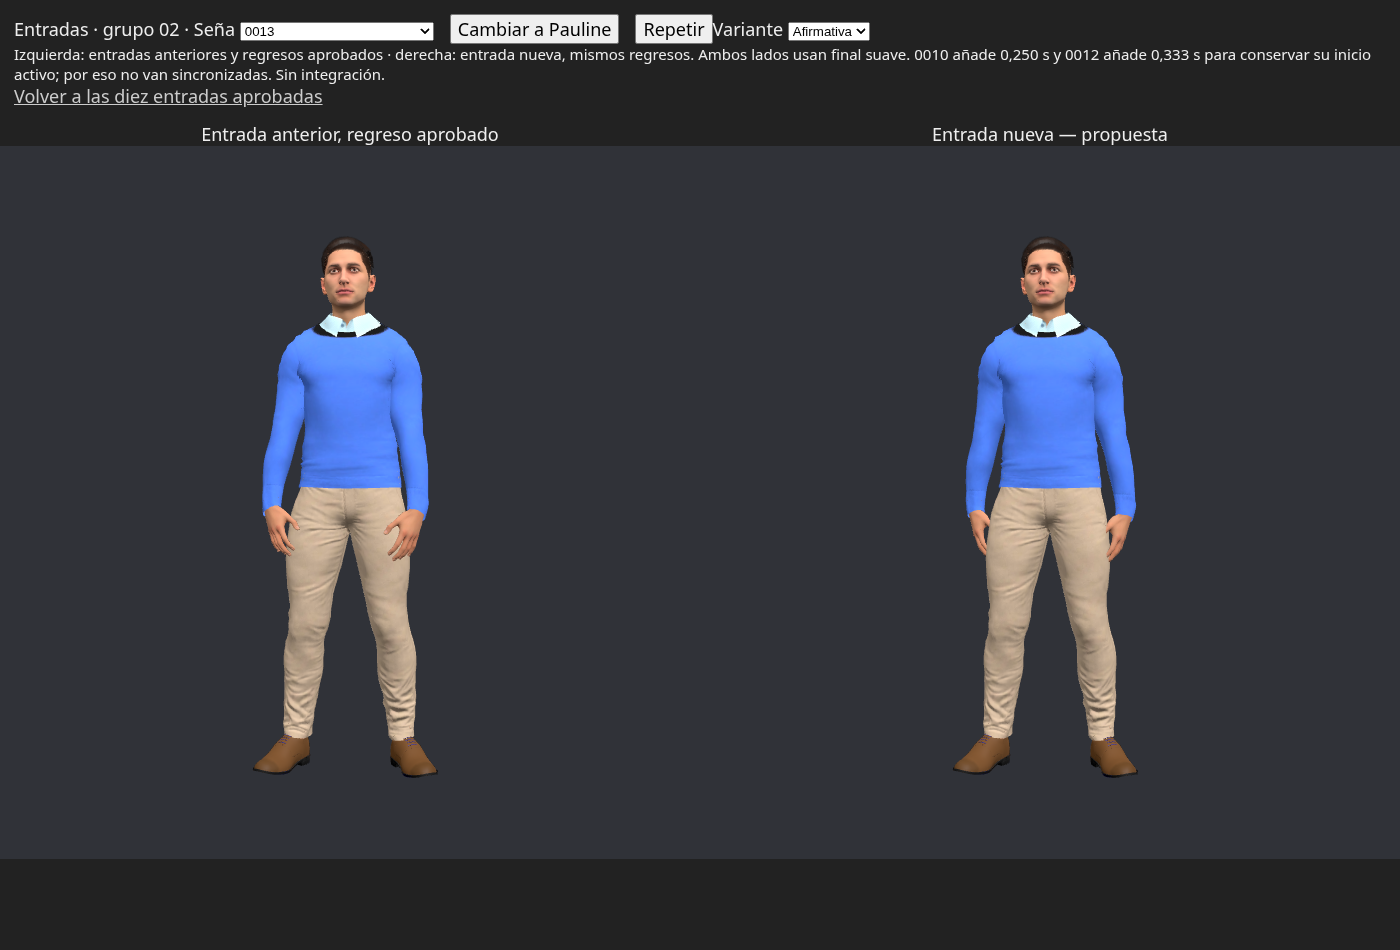 Entradas · grupo 02 · Seña 0013 Cambiar a Pauline Repetir Variante Afirmativa
Izquierda: entradas anteriores y regresos aprobados · derecha: entrada nueva, mismos regresos. Ambos lados usan final suave. 0010 añade 0,250 s y 0012 añade 0,333 s para conservar su inicio
activo; por eso no van sincronizadas. Sin integración.
Volver a las diez entradas aprobadas
Entrada anterior, regreso aprobado
Entrada nueva — propuesta